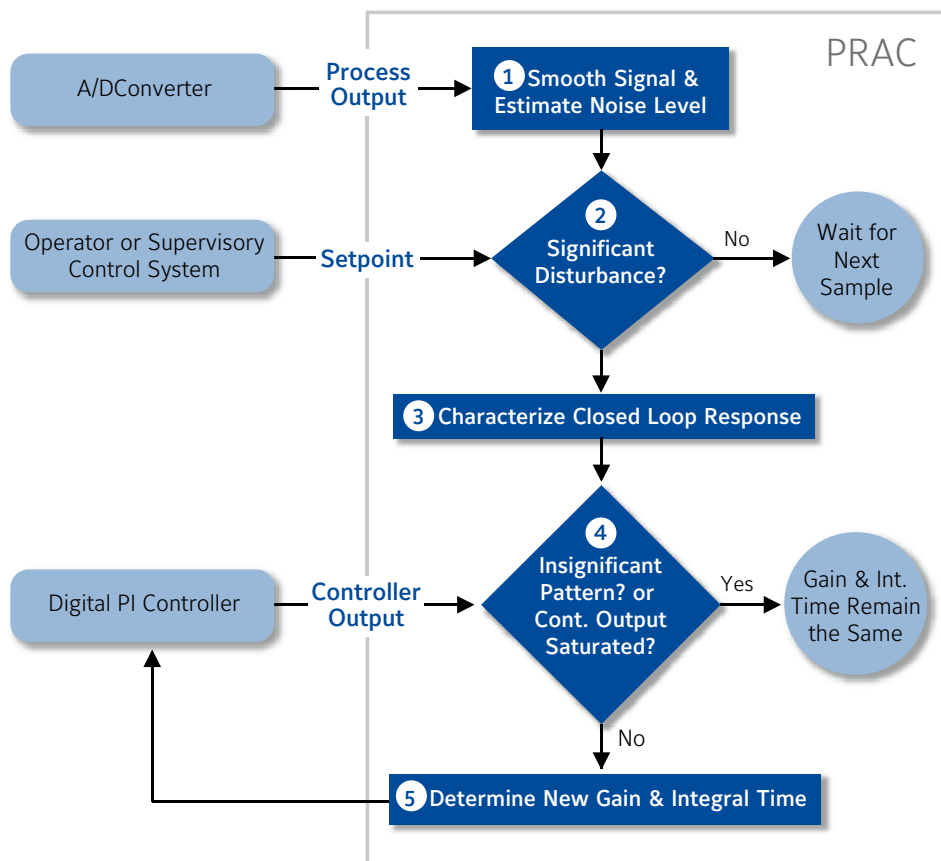 PRAC
A/DConverter
Process
Output
1 Smooth Signal &
Estimate Noise Level
Operator or Supervisory
Control System
Setpoint
2
Significant
Disturbance?
No
Wait for
Next
Sample
3 Characterize Closed Loop Response
Digital PI Controller
Controller
Output
4
Insignificant
Pattern? or
Cont. Output
Saturated?
Yes
Gain & Int.
Time Remain
the Same
No
5 Determine New Gain & Integral Time